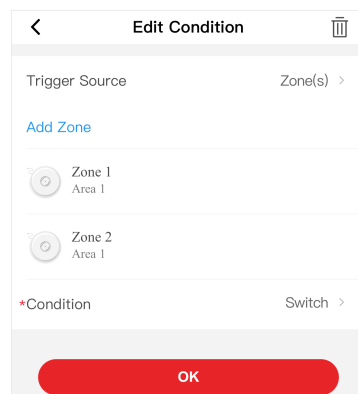 Edit Condition
Trigger Source Zone(s)
Add Zone
Zone 1
Area 1
Zone 2
Area 1
*Condition Switch
OK